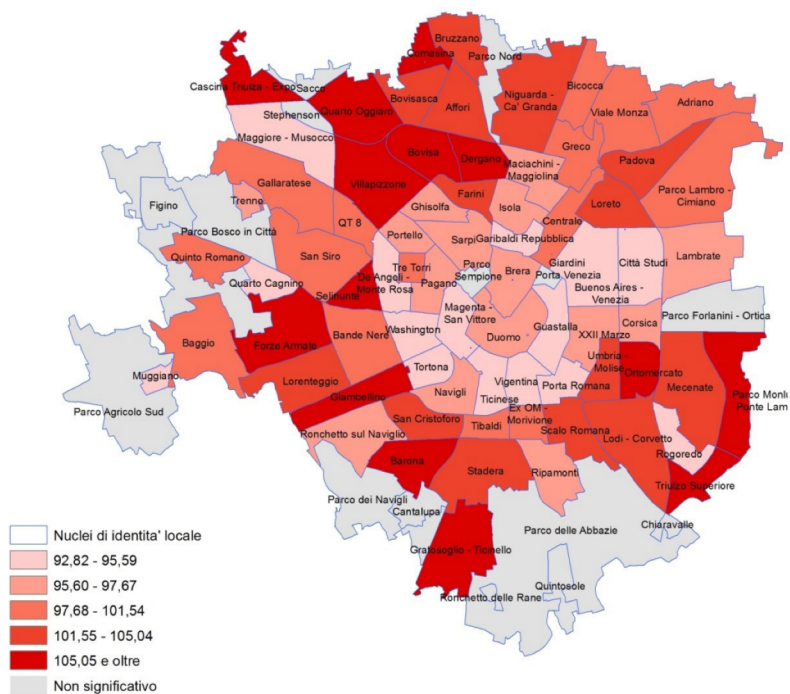 Bruzzano
Comasina
Parco Nord
Cascina Triulza - Expo
Sacco
Quarto Oggiaro
Bovisasca
Affori
Niguarda -
Ca' Granda
Bicocca
Viale Monza
Adriano
Stephenson
Maggiore - Musocco
Bovisa
Dergano
Maciachini -
Maggiolina
Greco
Padova
Gallaratese
Villapizzone
Trenno
Figino
Farini
Ghisolfa
Isola
Loreto
Parco Lambro -
Cimiano
Parco Bosco in Città
QT 8
Portello
Sarpi
Garibaldi Repubblica
Centrale
Quinto Romano
San Siro
Tre Torri
Parco
Sempione
Brera
Giardini
Porta Venezia
Città Studi
Lambrate
Quarto Cagnino
De Angeli -
Monte Rosa
Pagano
Buenos Aires -
Venezia
Selinunte
Magenta -
San Vittore
Parco Forlanini - Ortica
Baggio
Forze Armate
Bande Nere
Washington
Duomo
Guastalla
XXII Marzo
Corsica
Muggiano
Lorenteggio
Tortona
Umbria -
Molise
Ortomercato
Mecenate
Parco Agricolo Sud
Giambellino
Navigli
Vigentina
Ticinese
Porta Romana
Parco Monlu
Ponte Lam
Ronchetto sul Naviglio
San Cristoforo
Tibaldi
Ex OM -
Morivione
Scalo Romana
Lodi - Corvetto
Rogoredo
Barona
Stadera
Ripamonti
Triulzo Superiore
Parco dei Navigli
Cantalupa
Parco delle Abbazie
Chiaravalle
Gratosoglio - Ticinello
Quintosole
Ronchetto delle Rane
Nuclei di identita' locale
92,82 - 95,59
95,60 - 97,67
97,68 - 101,54
101,55 - 105,04
105,05 e oltre
Non significativo